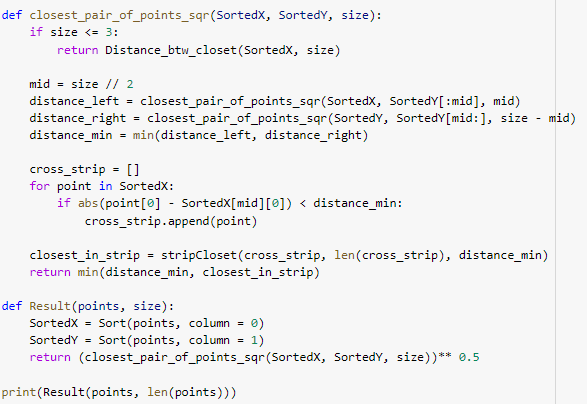 def closest_pair_of_points_sqr(SortedX, SortedY, size):
    if size <= 3:
        return Distance_btw_closet(SortedX, size)

    mid = size // 2
    distance_left = closest_pair_of_points_sqr(SortedX, SortedY[:mid], mid)
    distance_right = closest_pair_of_points_sqr(SortedY, SortedY[mid:], size - mid)
    distance_min = min(distance_left, distance_right)

    cross_strip = []
    for point in SortedX:
        if abs(point[0] - SortedX[mid][0]) < distance_min:
            cross_strip.append(point)

    closest_in_strip = stripCloset(cross_strip, len(cross_strip), distance_min)
    return min(distance_min, closest_in_strip)

def Result(points, size):
    SortedX = Sort(points, column = 0)
    SortedY = Sort(points, column = 1)
    return (closest_pair_of_points_sqr(SortedX, SortedY, size))** 0.5

print(Result(points, len(points)))